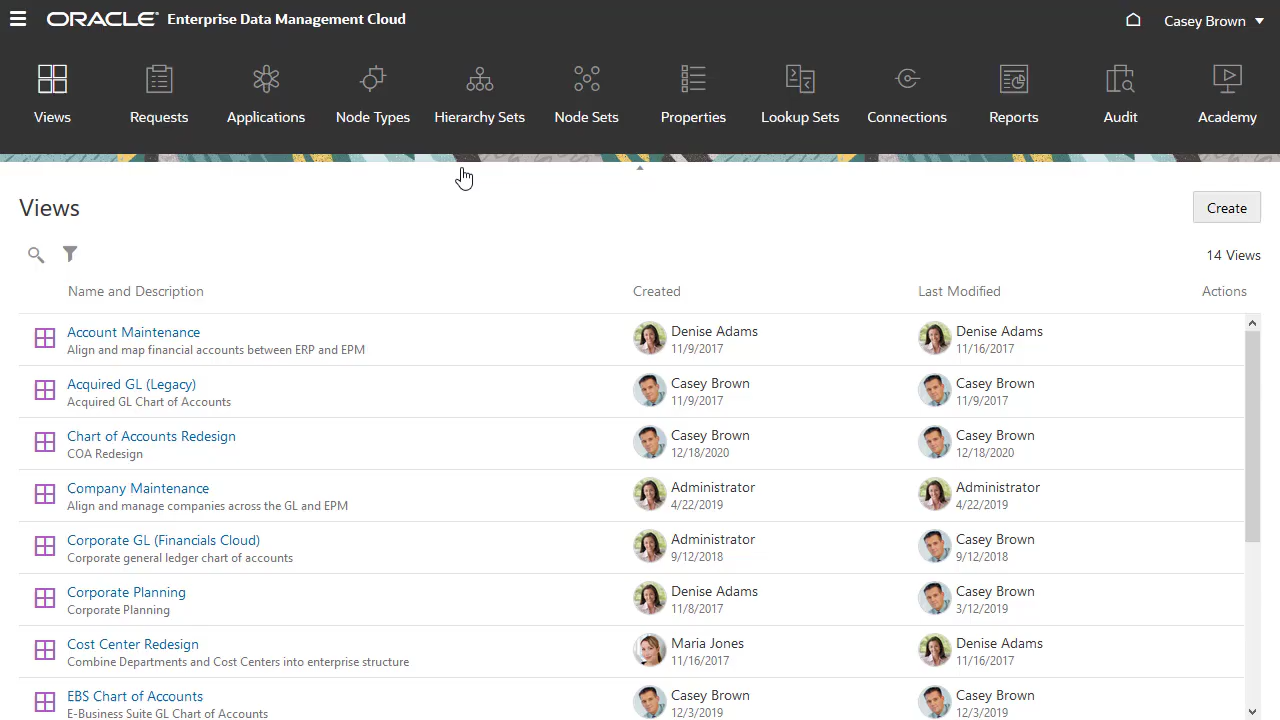 ORACLE® Enterprise Data Management Cloud
Casey Brown
Views Requests Applications Node Types Hierarchy Sets Node Sets Properties Lookup Sets Connections Reports Audit Academy
Views
Create
14 Views
Name and Description Created Last Modified Actions
Account Maintenance Denise Adams Denise Adams
Align and map financial accounts between ERP and EPM 11/9/2017 11/16/2017
Acquired GL (Legacy) Casey Brown Casey Brown
Acquired GL Chart of Accounts 11/9/2017 11/9/2017
Chart of Accounts Redesign Casey Brown Casey Brown
COA Redesign 12/18/2020 12/18/2020
Company Maintenance Administrator Administrator
Align and manage companies across the GL and EPM 4/22/2019 4/22/2019
Corporate GL (Financials Cloud) Administrator Casey Brown
Corporate general ledger chart of accounts 9/12/2018 9/12/2018
Corporate Planning Denise Adams Casey Brown
Corporate Planning 11/8/2017 3/12/2019
Cost Center Redesign Maria Jones Denise Adams
Combine Departments and Cost Centers into enterprise structure 11/16/2017 11/16/2017
EBS Chart of Accounts Casey Brown Casey Brown
E-Business Suite GL Chart of Accounts 12/3/2019 12/3/2019